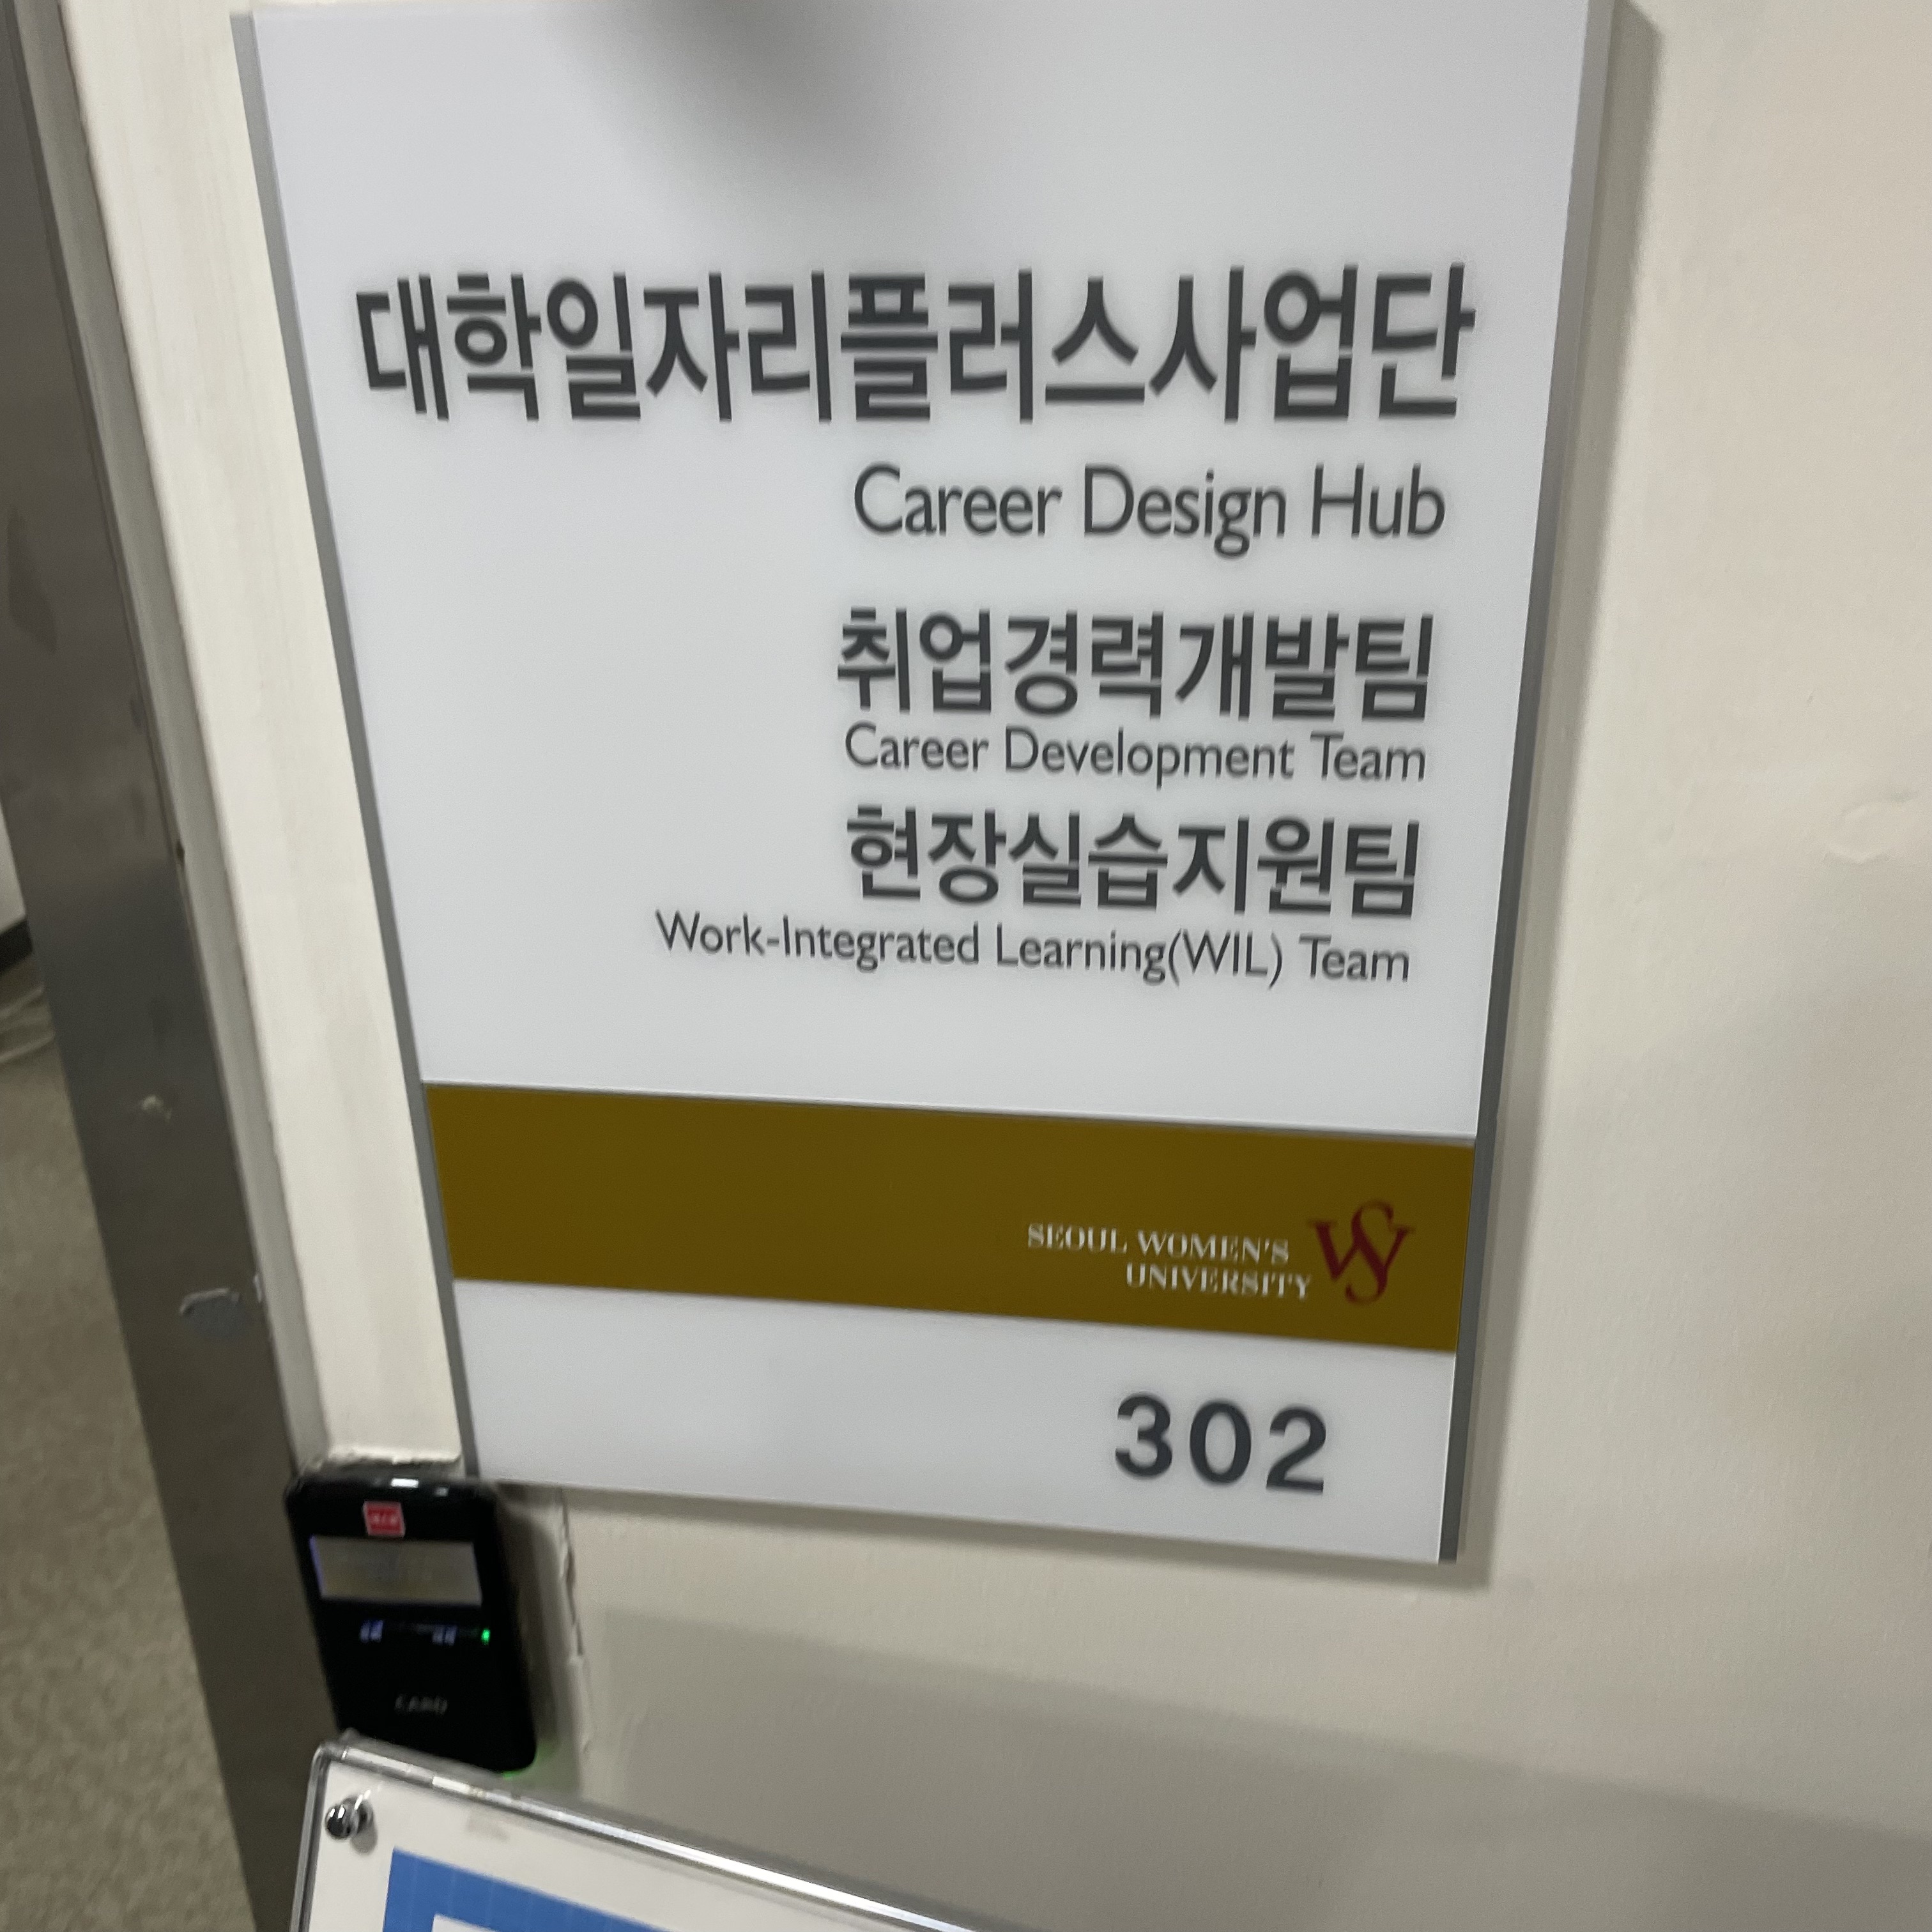 대학일자리플러스사업단
Career Design Hub
취업경력개발팀
Career Development Team
현장실습지원팀
Work-Integrated Learning(WIL) Team
SEOUL WOMEN'S
UNIVERSITY
302
CARD